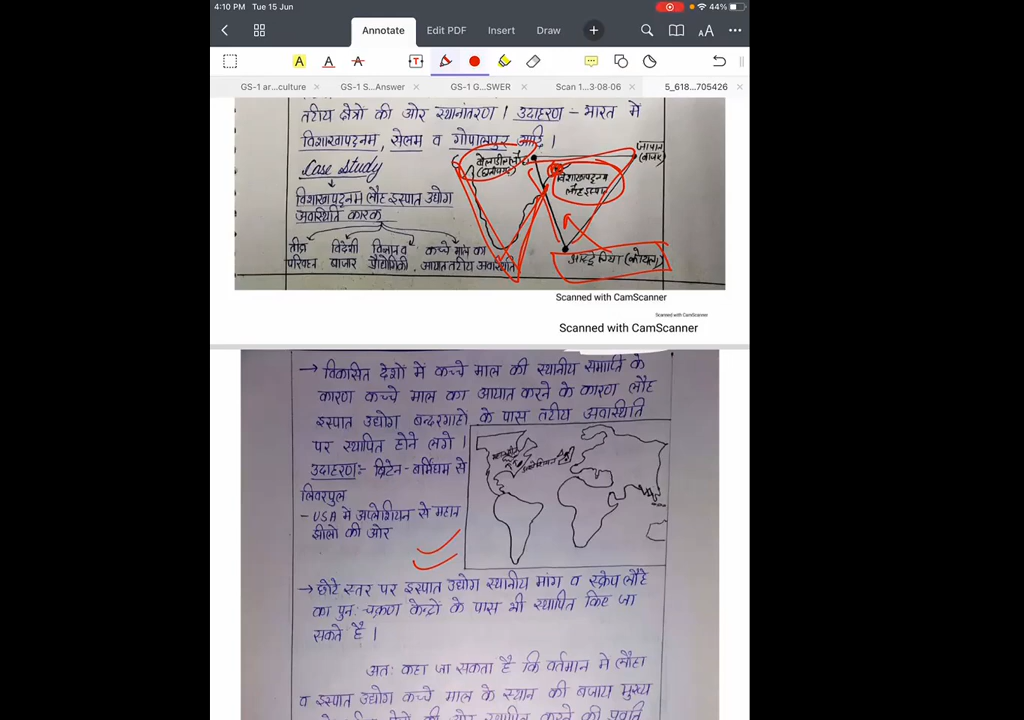 4:10 PM Tue 15 Jun
44%
Annotate Edit PDF Insert Draw
GS-1 ar...culture
GS-1 S...Answer
GS-1 G...SWER
Scan 1...3-08-06
5_618...705426
तटीय क्षेत्रों की ओर स्थानांतरण । उदाहरण - भारत में
विशाखापट्टनम, सेलम व गोपालपुर आदि ।
Case study
जापान
विशाखापट्टनम लौह इस्पात उद्योग
अवस्थिति कारक
विशाखापट्टनम
लौह इस्पात
तीव्र परिवहन
विदेशी बाजार
विज्ञान व प्रौद्योगिकी
कच्चे माल का आयात तटीय अवस्थिति
(कोयला)
Scanned with CamScanner
Scanned with CamScanner
Scanned with CamScanner
→ विकसित देशों में कच्चे माल की स्थानीय समाप्ति के
कारण कच्चे माल का आयात करने के कारण लौह
इस्पात उद्योग बन्दरगाहों के पास तटीय अवस्थिति
पर स्थापित होने लगे ।
उदाहरण:- ब्रिटेन - बर्मिंघम से
लिवरपूल
- USA में अप्लेशियन से महान
झीलों की ओर
→ छोटे स्तर पर इस्पात उद्योग स्थानीय मांग व स्क्रेप लौहे
का पुन: चक्रण केन्द्रों के पास भी स्थापित किए जा
सकते हैं ।
अत: कहा जा सकता है कि वर्तमान में लौहा
व इस्पात उद्योग कच्चे माल के स्थान की बजाय मुख्य